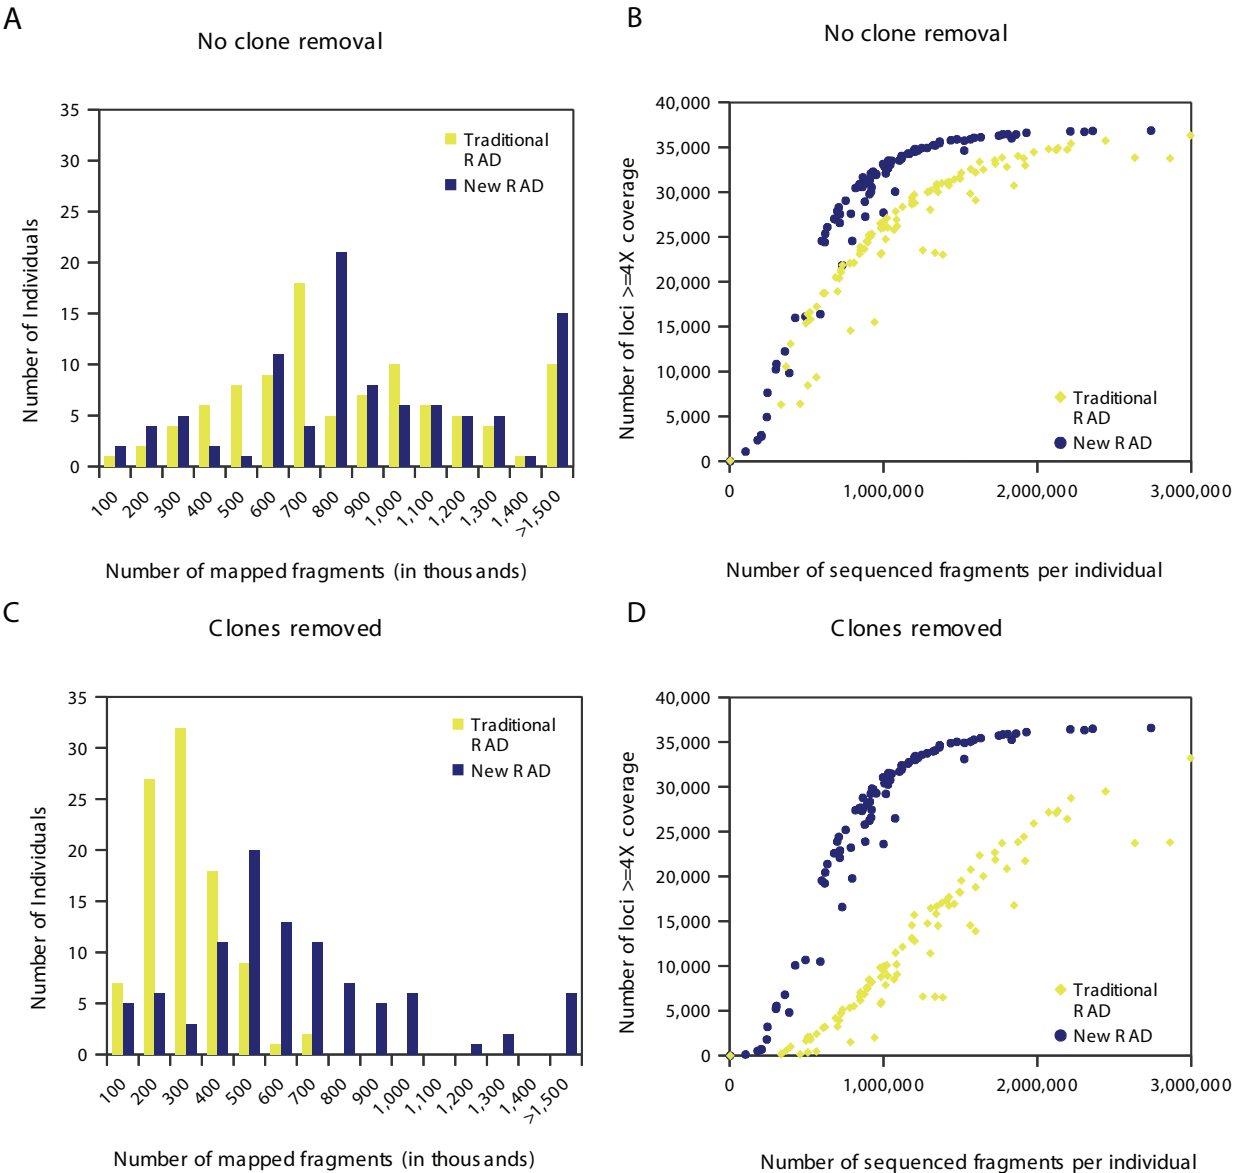 A
No clone removal
35
30
25
20
15
10
5
0
Number of Individuals
Traditional
RAD
New RAD
100
200
300
400
500
600
700
800
900
1,000
1,100
1,200
1,300
1,400
>1,500
Number of mapped fragments (in thousands)
B
No clone removal
40,000
35,000
30,000
25,000
20,000
15,000
10,000
5,000
0
Number of loci >=4X coverage
Traditional
RAD
New RAD
0
1,000,000
2,000,000
3,000,000
Number of sequenced fragments per individual
C
Clones removed
35
30
25
20
15
10
5
0
Number of Individuals
Traditional
RAD
New RAD
100
200
300
400
500
600
700
800
900
1,000
1,100
1,200
1,300
1,400
>1,500
Number of mapped fragments (in thousands)
D
Clones removed
40,000
35,000
30,000
25,000
20,000
15,000
10,000
5,000
0
Number of loci >=4X coverage
Traditional
RAD
New RAD
0
1,000,000
2,000,000
3,000,000
Number of sequenced fragments per individual